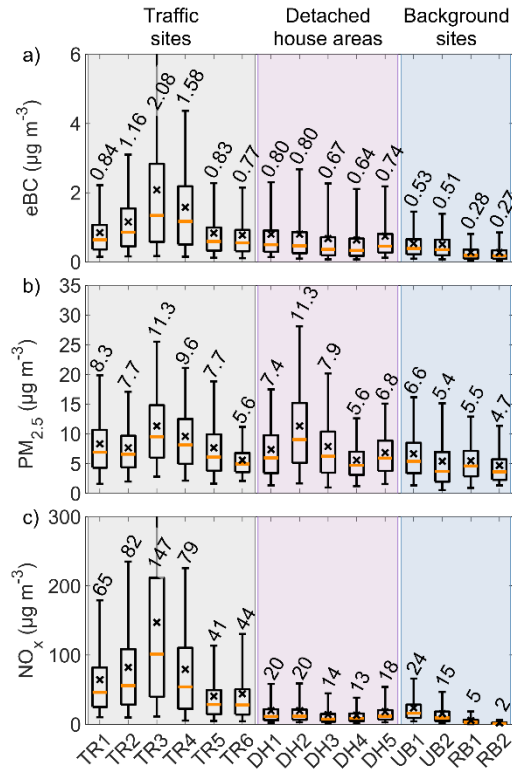 Traffic
sites
Detached
house areas
Background
sites
a)
eBC (µg m⁻³)
6
4
2
0
0.84
1.16
2.08
1.58
0.83
0.77
0.80
0.80
0.67
0.64
0.74
0.53
0.51
0.28
0.27
b)
PM₂.₅ (µg m⁻³)
35
30
25
20
15
10
5
0
8.3
7.7
11.3
9.6
7.7
5.6
7.4
11.3
7.9
5.6
6.8
6.6
5.4
5.5
4.7
c)
NOₓ (µg m⁻³)
300
200
100
0
65
82
147
79
41
44
20
20
14
13
18
24
15
5
2
TR1
TR2
TR3
TR4
TR5
TR6
DH1
DH2
DH3
DH4
DH5
UB1
UB2
RB1
RB2